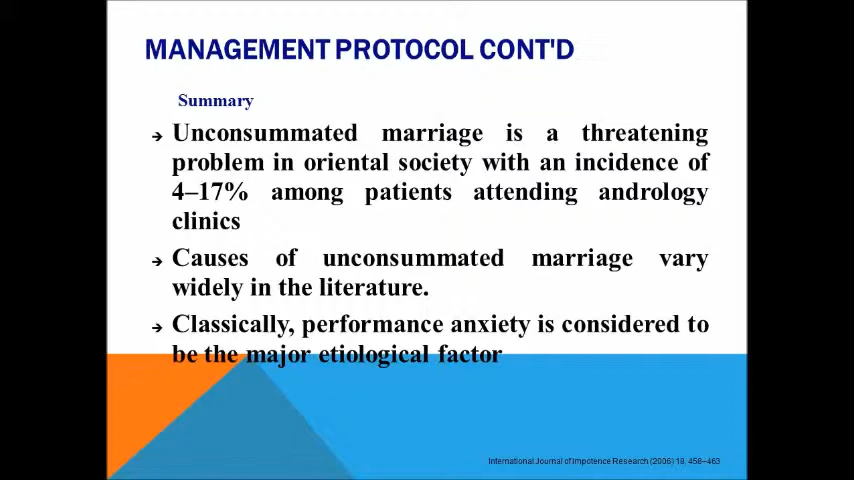 MANAGEMENT PROTOCOL CONT'D
Summary
→ Unconsummated marriage is a threatening
problem in oriental society with an incidence of
4–17% among patients attending andrology
clinics
→ Causes of unconsummated marriage vary
widely in the literature.
→ Classically, performance anxiety is considered to
be the major etiological factor
International Journal of Impotence Research (2006) 18, 458–463